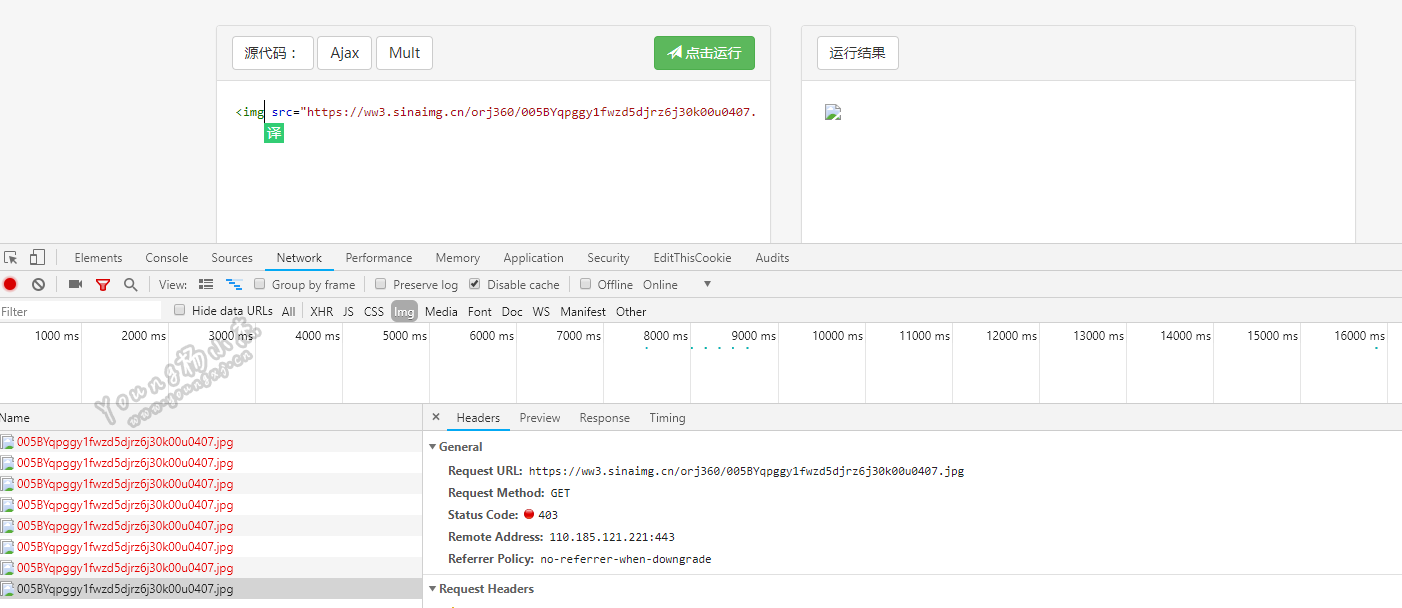 源代码： Ajax Mult 点击运行 运行结果
<img src="https://ww3.sinaimg.cn/orj360/005BYqpggy1fwzd5djrz6j30k00u0407.
译
Elements Console Sources Network Performance Memory Application Security EditThisCookie Audits
View: Group by frame Preserve log Disable cache Offline Online
Filter Hide data URLs All XHR JS CSS Img Media Font Doc WS Manifest Other
1000 ms 2000 ms 3000 ms 4000 ms 5000 ms 6000 ms 7000 ms 8000 ms 9000 ms 10000 ms 11000 ms 12000 ms 13000 ms 14000 ms 15000 ms 16000 ms
Young杨小杰
www.youngxj.cn
Name
005BYqpggy1fwzd5djrz6j30k00u0407.jpg
005BYqpggy1fwzd5djrz6j30k00u0407.jpg
005BYqpggy1fwzd5djrz6j30k00u0407.jpg
005BYqpggy1fwzd5djrz6j30k00u0407.jpg
005BYqpggy1fwzd5djrz6j30k00u0407.jpg
005BYqpggy1fwzd5djrz6j30k00u0407.jpg
005BYqpggy1fwzd5djrz6j30k00u0407.jpg
005BYqpggy1fwzd5djrz6j30k00u0407.jpg
× Headers Preview Response Timing
General
Request URL: https://ww3.sinaimg.cn/orj360/005BYqpggy1fwzd5djrz6j30k00u0407.jpg
Request Method: GET
Status Code: 403
Remote Address: 110.185.121.221:443
Referrer Policy: no-referrer-when-downgrade
Request Headers